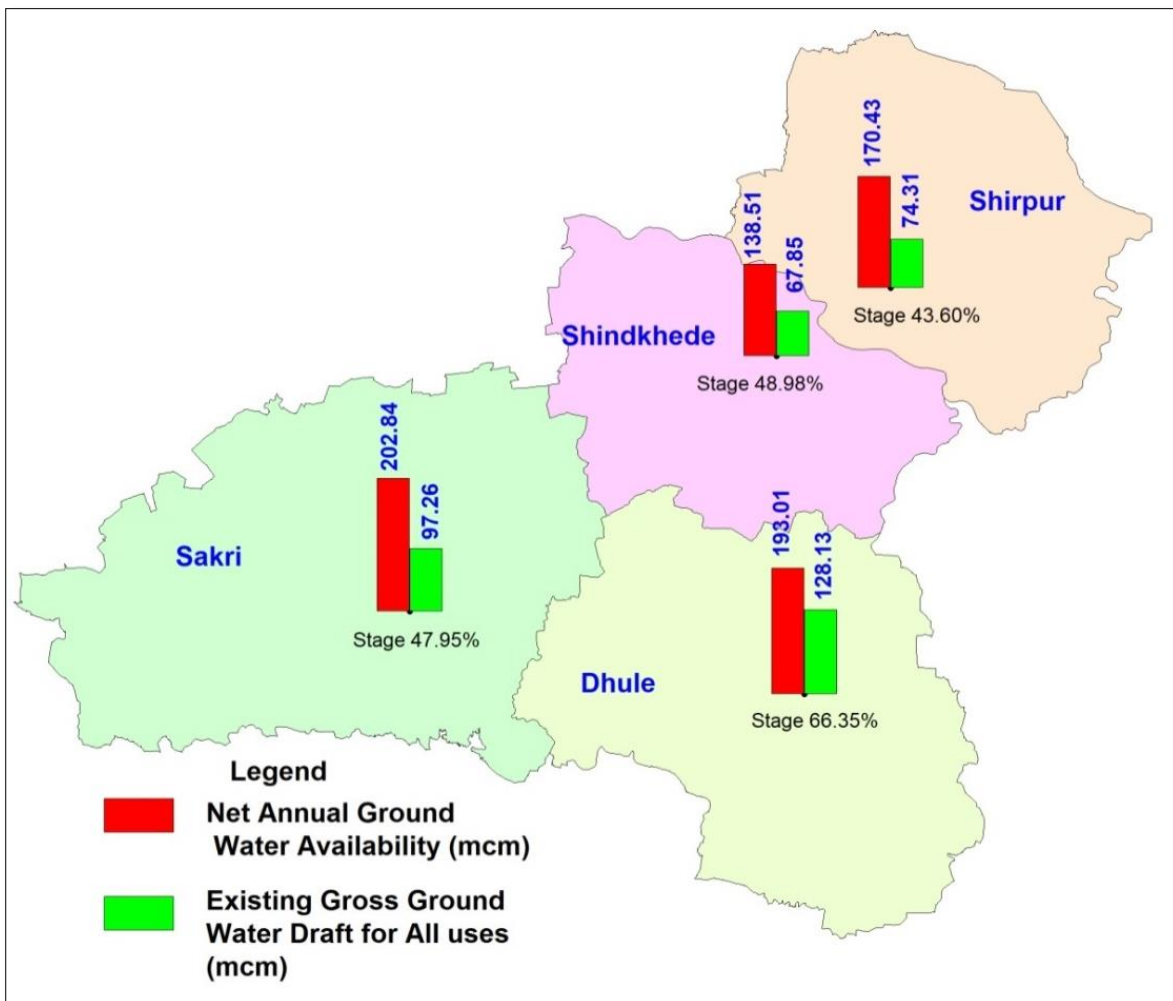 170.43
74.31
Shirpur
Stage 43.60%
138.51
67.85
Shindkhede
Stage 48.98%
202.84
97.26
Sakri
Stage 47.95%
193.01
128.13
Dhule
Stage 66.35%
Legend
Net Annual Ground
Water Availability (mcm)
Existing Gross Ground
Water Draft for All uses
(mcm)